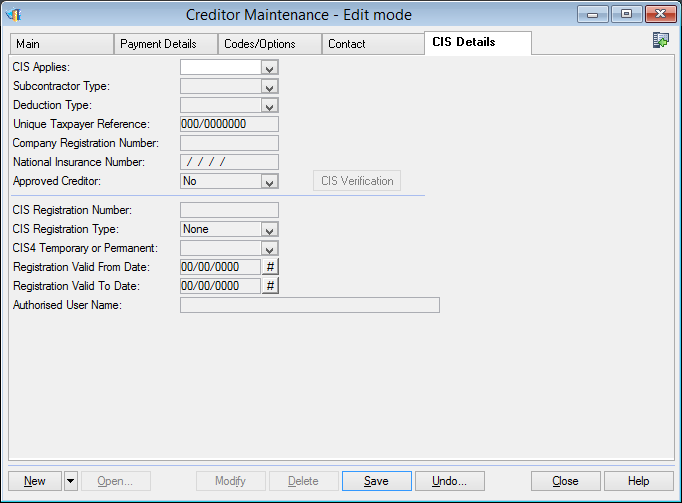 Creditor Maintenance - Edit mode
Main Payment Details Codes/Options Contact CIS Details
CIS Applies:
Subcontractor Type:
Deduction Type:
Unique Taxpayer Reference: 000/0000000
Company Registration Number:
National Insurance Number: / / / /
Approved Creditor: No CIS Verification
CIS Registration Number:
CIS Registration Type: None
CIS4 Temporary or Permanent:
Registration Valid From Date: 00/00/0000 #
Registration Valid To Date: 00/00/0000 #
Authorised User Name:
New Open... Modify Delete Save Undo... Close Help